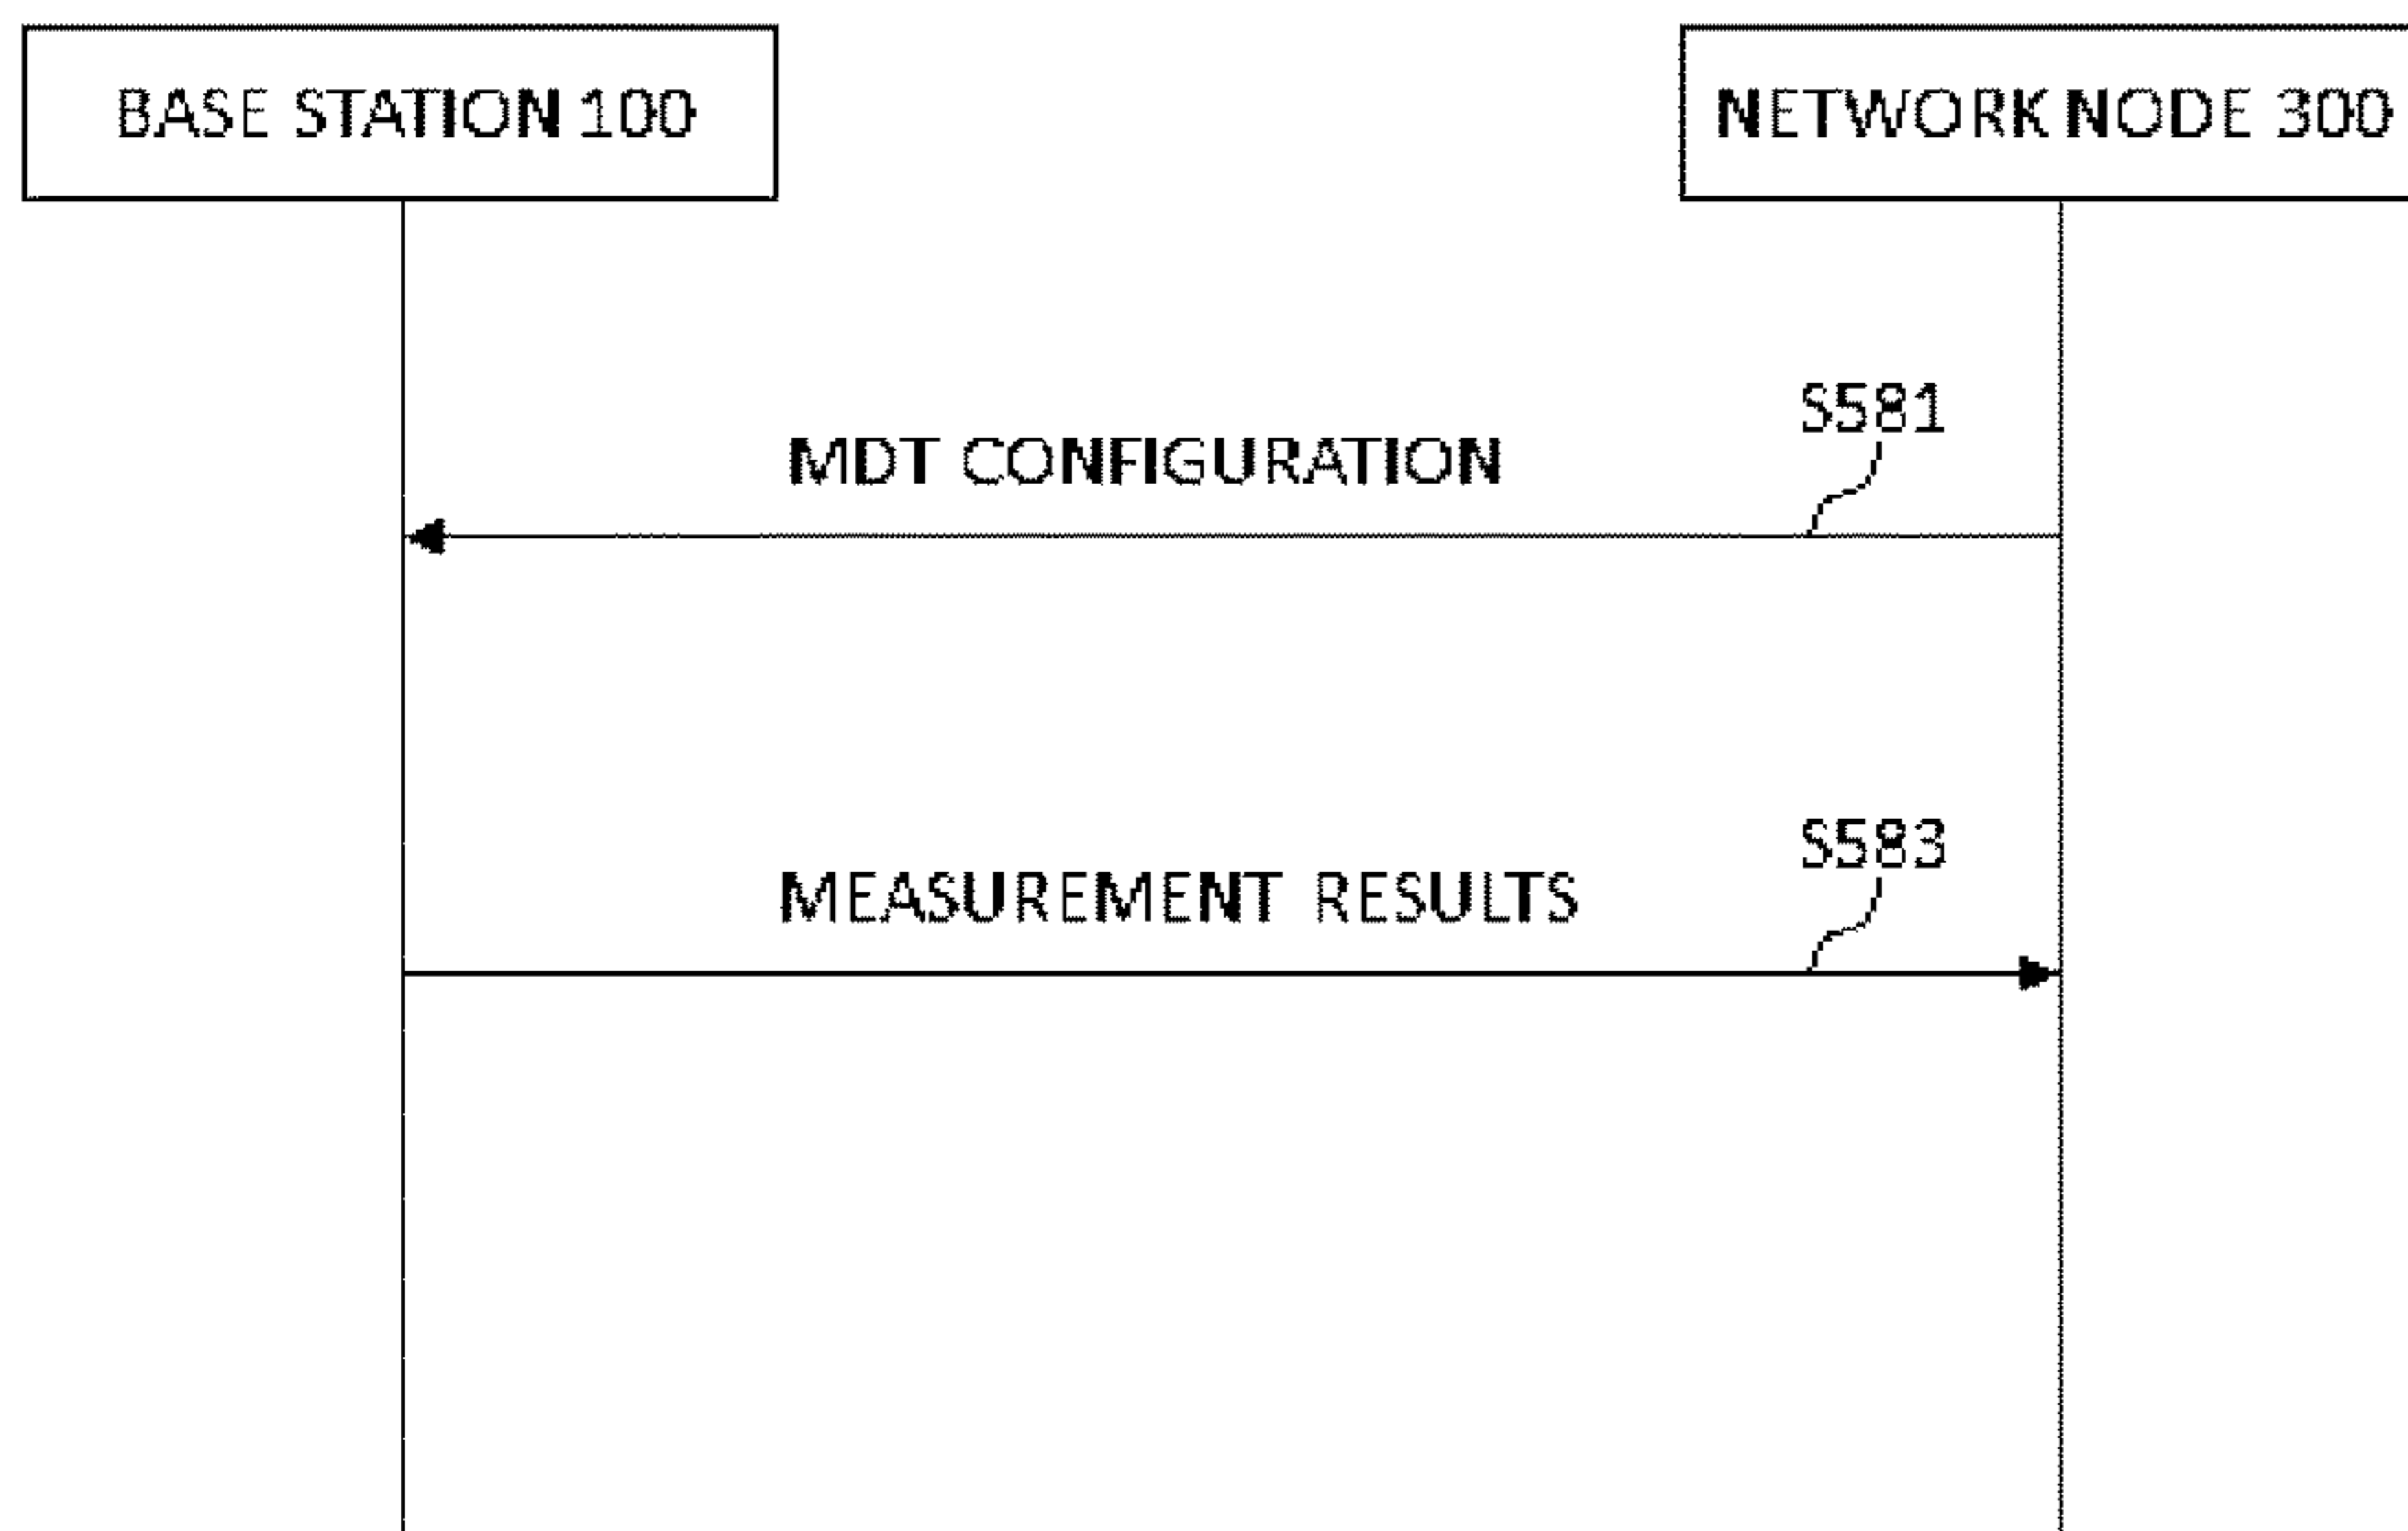 BASE STATION 100
NETWORK NODE 300
S581
MDT CONFIGURATION
S583
MEASUREMENT RESULTS